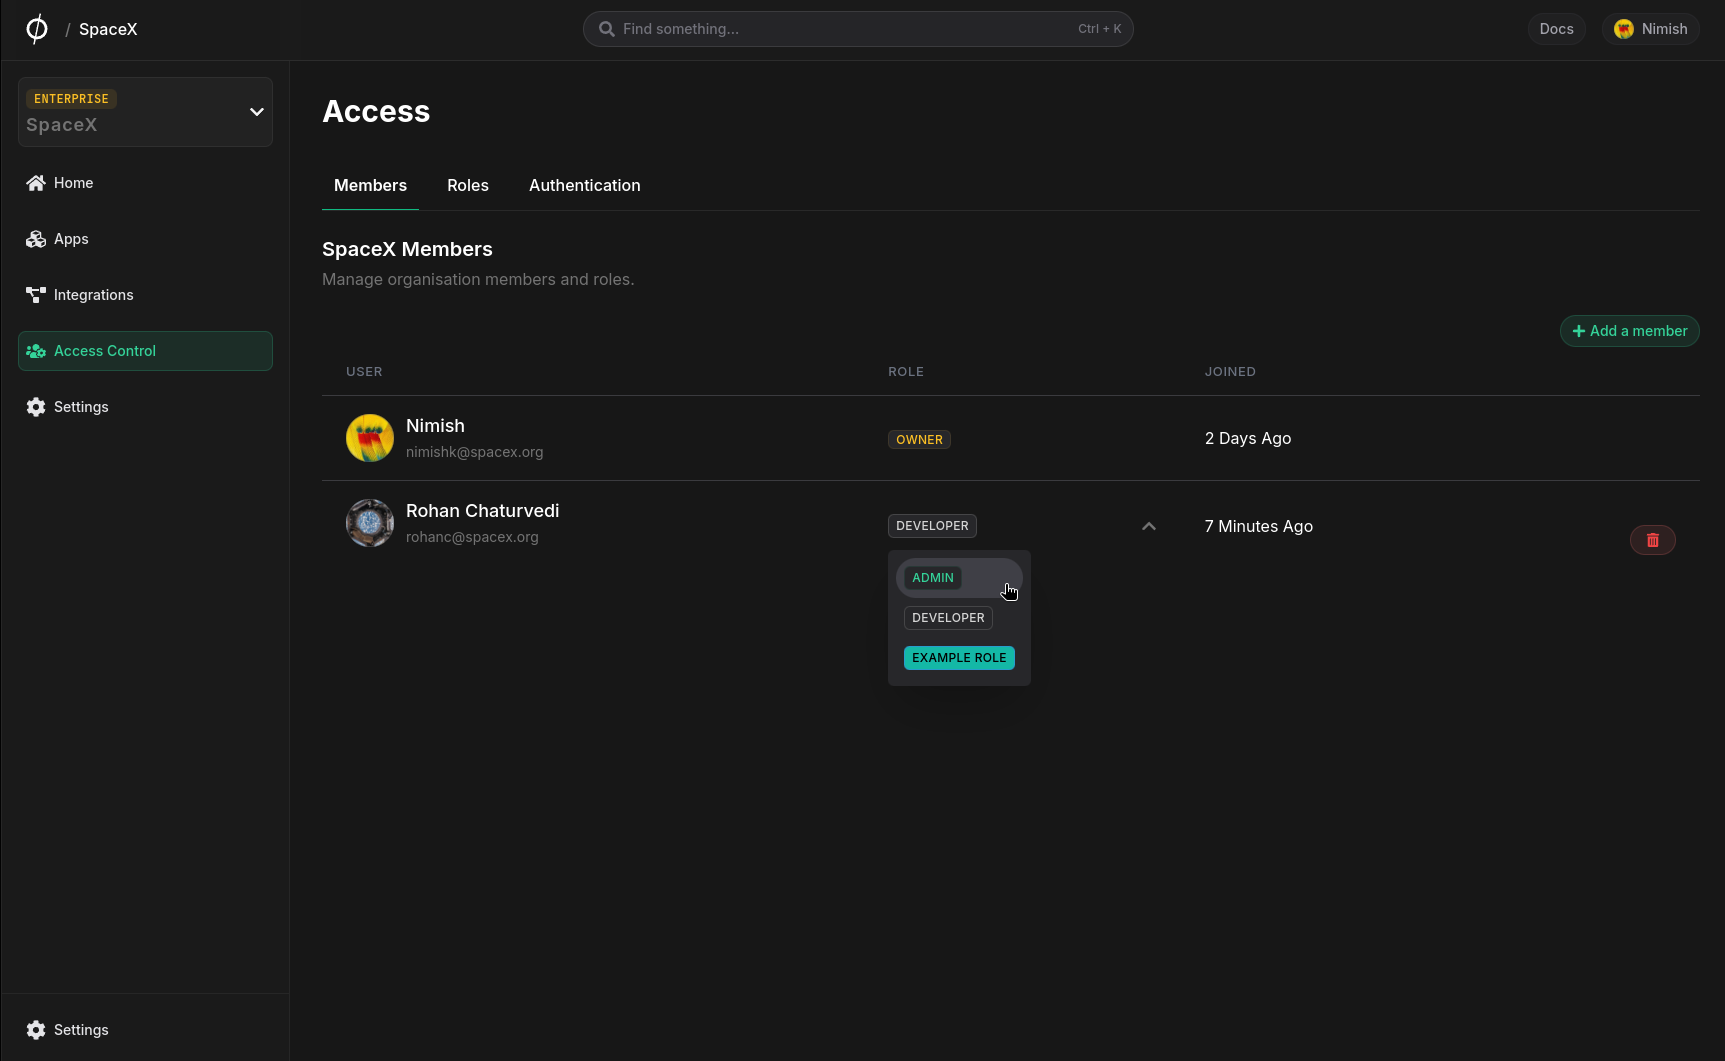 / SpaceX
Find something... Ctrl + K
Docs
Nimish
ENTERPRISE
SpaceX
Home
Apps
Integrations
Access Control
Settings
Settings
Access
Members Roles Authentication
SpaceX Members
Manage organisation members and roles.
+ Add a member
USER ROLE JOINED
Nimish
nimishk@spacex.org
OWNER
2 Days Ago
Rohan Chaturvedi
rohanc@spacex.org
DEVELOPER
7 Minutes Ago
ADMIN
DEVELOPER
EXAMPLE ROLE